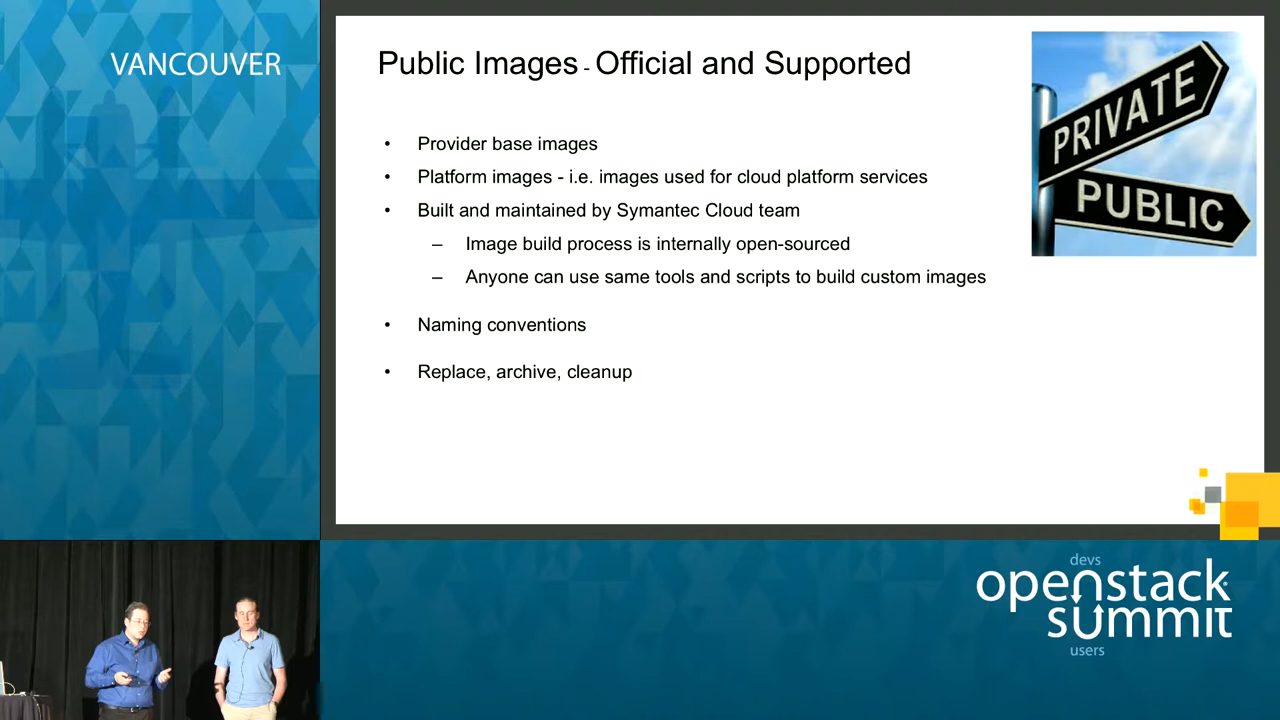 VANCOUVER
Public Images - Official and Supported
• Provider base images
• Platform images - i.e. images used for cloud platform services
• Built and maintained by Symantec Cloud team
– Image build process is internally open-sourced
– Anyone can use same tools and scripts to build custom images
• Naming conventions
• Replace, archive, cleanup
PRIVATE
PUBLIC
devs
openstack
summit
users